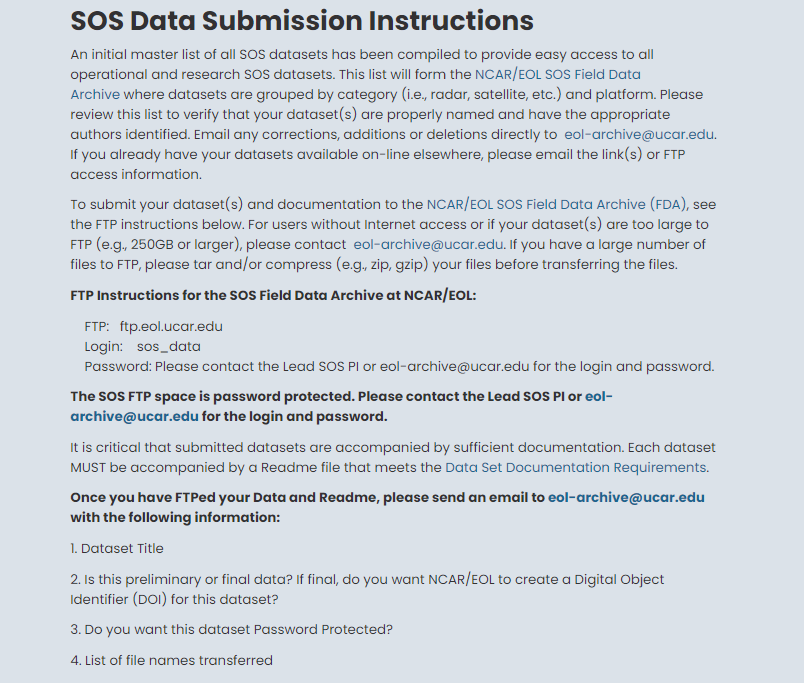 SOS Data Submission Instructions
An initial master list of all SOS datasets has been compiled to provide easy access to all
operational and research SOS datasets. This list will form the NCAR/EOL SOS Field Data
Archive where datasets are grouped by category (i.e., radar, satellite, etc.) and platform. Please
review this list to verify that your dataset(s) are properly named and have the appropriate
authors identified. Email any corrections, additions or deletions directly to eol-archive@ucar.edu.
If you already have your datasets available on-line elsewhere, please email the link(s) or FTP
access information.
To submit your dataset(s) and documentation to the NCAR/EOL SOS Field Data Archive (FDA), see
the FTP instructions below. For users without Internet access or if your dataset(s) are too large to
FTP (e.g., 250GB or larger), please contact eol-archive@ucar.edu. If you have a large number of
files to FTP, please tar and/or compress (e.g., zip, gzip) your files before transferring the files.
FTP Instructions for the SOS Field Data Archive at NCAR/EOL:
FTP: ftp.eol.ucar.edu
Login: sos_data
Password: Please contact the Lead SOS PI or eol-archive@ucar.edu for the login and password.
The SOS FTP space is password protected. Please contact the Lead SOS PI or eol-
archive@ucar.edu for the login and password.
It is critical that submitted datasets are accompanied by sufficient documentation. Each dataset
MUST be accompanied by a Readme file that meets the Data Set Documentation Requirements.
Once you have FTPed your Data and Readme, please send an email to eol-archive@ucar.edu
with the following information:
1. Dataset Title
2. Is this preliminary or final data? If final, do you want NCAR/EOL to create a Digital Object
Identifier (DOI) for this dataset?
3. Do you want this dataset Password Protected?
4. List of file names transferred